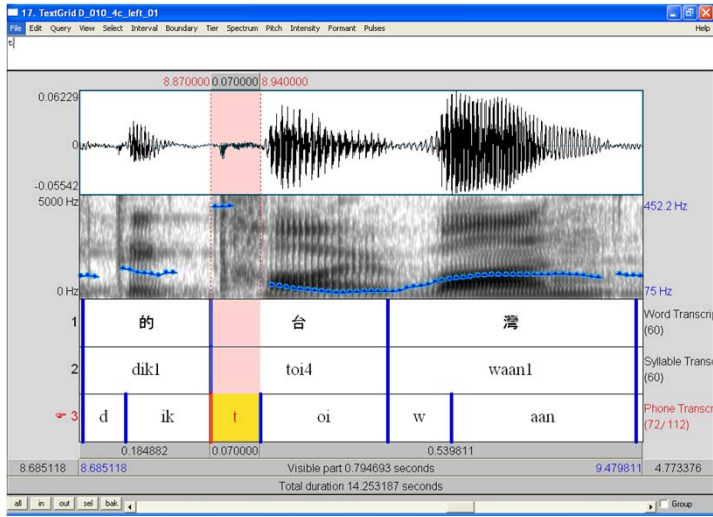 17. TextGrid D_010_4c_left_01
File Edit Query View Select Interval Boundary Tier Spectrum Pitch Intensity Formant Pulses Help
t
8.870000 0.070000 8.940000
0.06229
0
-0.05542
5000 Hz 452.2 Hz
0 Hz 75 Hz
1 的 台 灣 Word Transcri
(60)
2 dik1 toi4 waan1 Syllable Transc
(60)
3 d ik t oi w aan Phone Transcr
(72/112)
0.184882 0.070000 0.539811
8.685118 8.685118 Visible part 0.794693 seconds 9.479811 4.773376
Total duration 14.253187 seconds
all in out sel bak Group